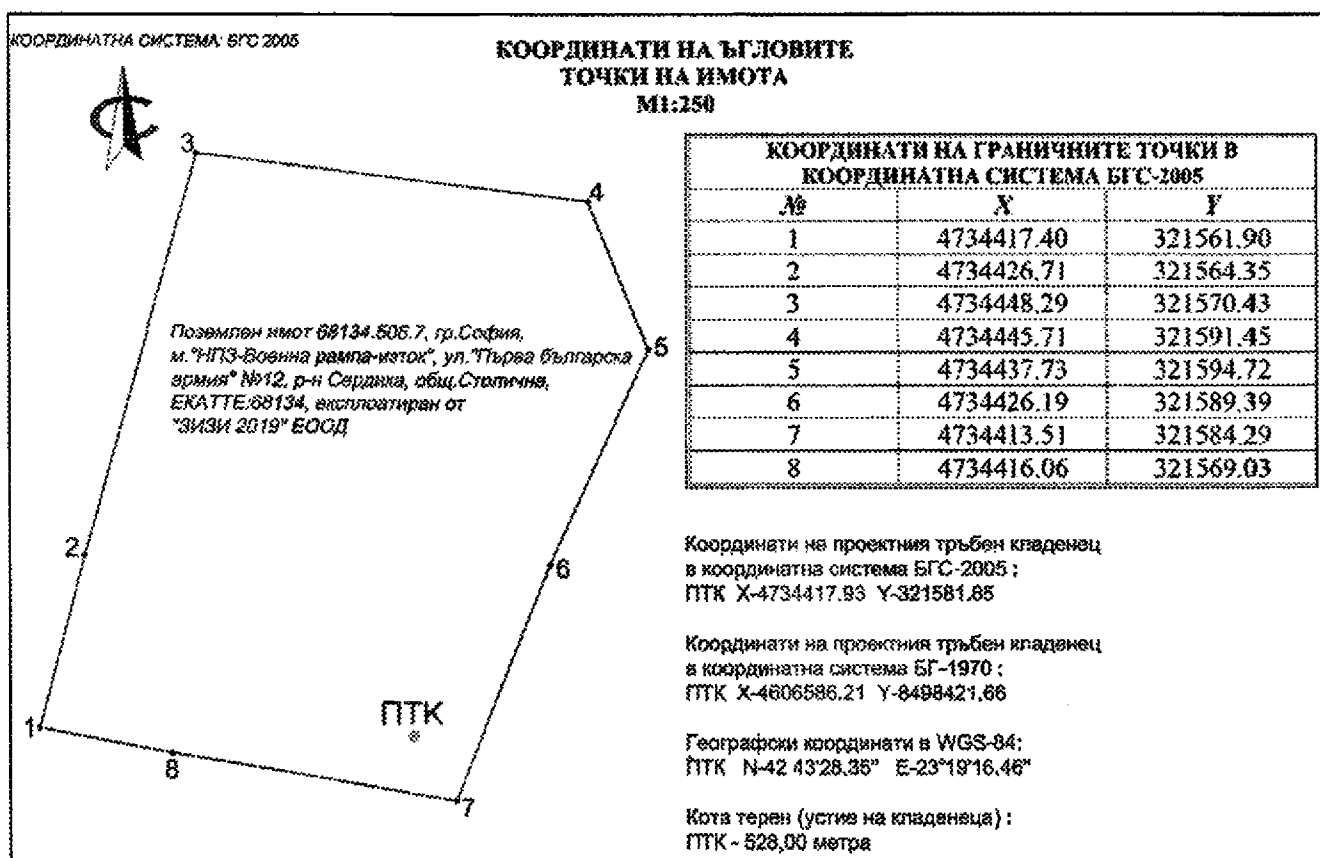 КООРДИНАТНА СИСТЕМА: БГС 2005
КООРДИНАТИ НА ЪГЛОВИТЕ
ТОЧКИ НА ИМОТА
М1:250
3
4
5
2
6
1
8
7
ПТК
Поземлен имот 68134.506.7, гр.София,
м."НПЗ-Военна рампа-изток", ул."Първа българска
армия" №12, р-н Сердика, общ.Столична,
ЕКАТТЕ:68134, експлоатиран от
"ЗИЗИ 2019" ЕООД
КООРДИНАТИ НА ГРАНИЧНИТЕ ТОЧКИ В
КООРДИНАТНА СИСТЕМА БГС-2005
№ X Y
1 4734417.40 321561.90
2 4734426.71 321564.35
3 4734448.29 321570.43
4 4734445.71 321591.45
5 4734437.73 321594.72
6 4734426.19 321589.39
7 4734413.51 321584.29
8 4734416.06 321569.03
Координати на проектния тръбен кладенец
в координатна система БГС-2005 :
ПТК X-4734417.93 Y-321581.85
Координати на проектния тръбен кладенец
в координатна система БГ-1970 :
ПТК X-4606586.21 Y-8498421.66
Географски координати в WGS-84:
ПТК N-42 43'28.35" E-23°19'16.46"
Кота терен (устие на кладенеца) :
ПТК - 528,00 метра